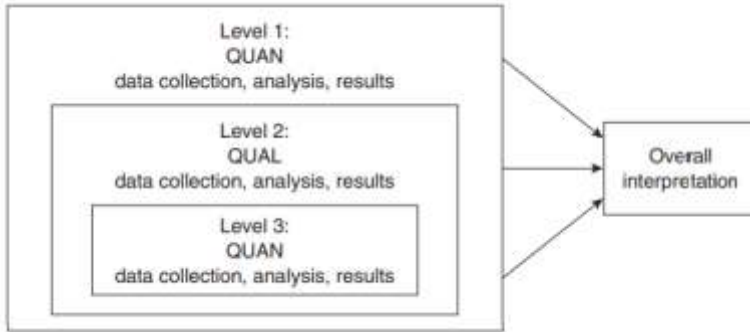 Level 1:
QUAN
data collection, analysis, results
Level 2:
QUAL
data collection, analysis, results
Level 3:
QUAN
data collection, analysis, results
Overall
interpretation